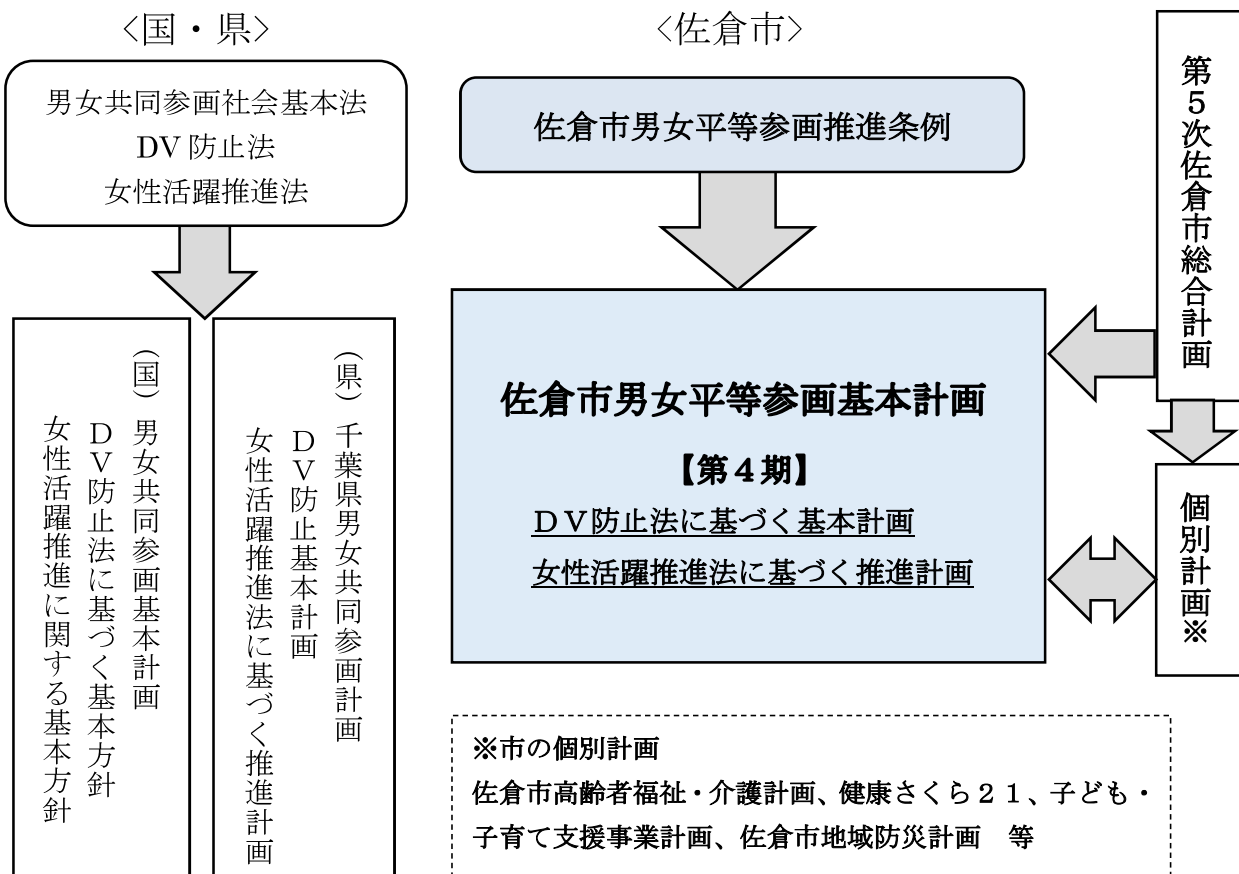 <国・県>
男女共同参画社会基本法
DV防止法
女性活躍推進法
(国)男女共同参画基本計画
DV防止法に基づく基本方針
女性活躍推進に関する基本方針
(県)千葉県男女共同参画計画
DV防止基本計画
女性活躍推進法に基づく推進計画
<佐倉市>
佐倉市男女平等参画推進条例
佐倉市男女平等参画基本計画
【第4期】
DV防止法に基づく基本計画
女性活躍推進法に基づく推進計画
第5次佐倉市総合計画
個別計画※
※市の個別計画
佐倉市高齢者福祉・介護計画、健康さくら21、子ども・
子育て支援事業計画、佐倉市地域防災計画 等